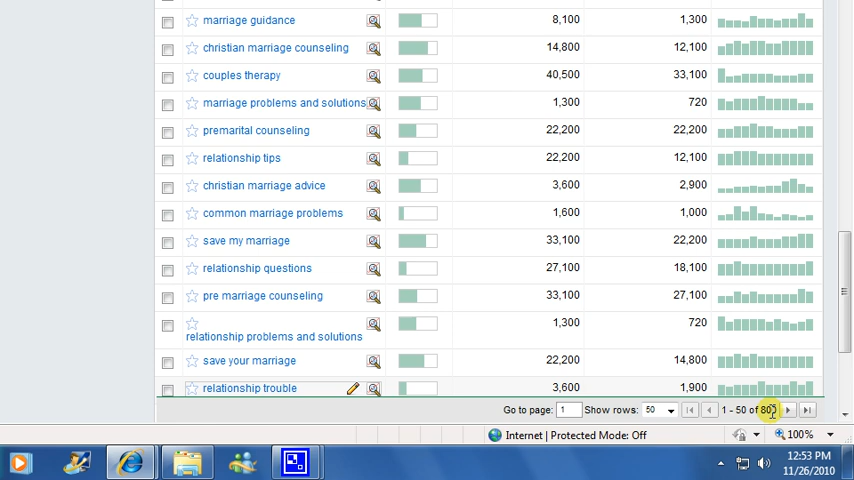 marriage guidance 8,100 1,300
christian marriage counseling 14,800 12,100
couples therapy 40,500 33,100
marriage problems and solutions 1,300 720
premarital counseling 22,200 22,200
relationship tips 22,200 12,100
christian marriage advice 3,600 2,900
common marriage problems 1,600 1,000
save my marriage 33,100 22,200
relationship questions 27,100 18,100
pre marriage counseling 33,100 27,100
1,300 720
relationship problems and solutions
save your marriage 22,200 14,800
relationship trouble 3,600 1,900
Go to page: 1 Show rows: 50 1 - 50 of
Internet | Protected Mode: Off 100%
12:53 PM
11/26/2010